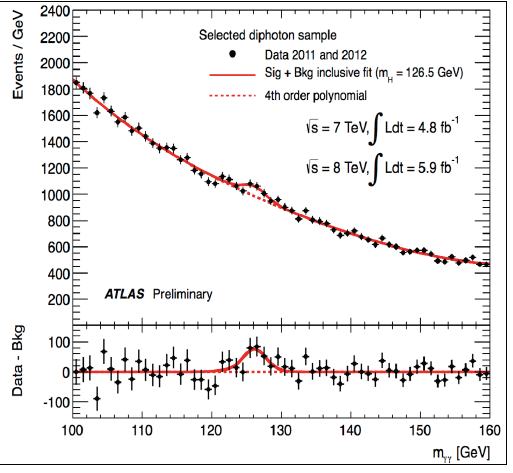 Events / GeV
2400
2200
2000
1800
1600
1400
1200
1000
800
600
400
200
Selected diphoton sample
Data 2011 and 2012
Sig + Bkg inclusive fit (m_H = 126.5 GeV)
4th order polynomial
√s = 7 TeV, ∫ Ldt = 4.8 fb⁻¹
√s = 8 TeV, ∫ Ldt = 5.9 fb⁻¹
ATLAS Preliminary
Data - Bkg
100
0
-100
100 110 120 130 140 150 160
m_γγ [GeV]